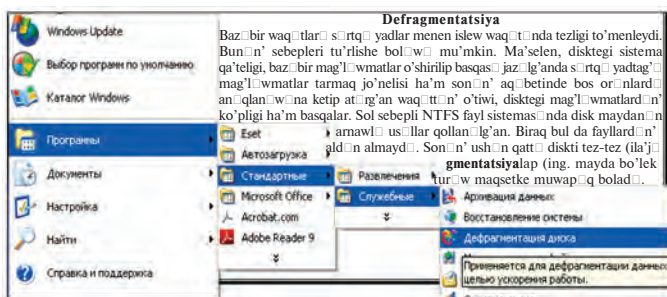 Defragmentatsiya
Baz□bir waq□tlar□ s□rtq□ yadlar menen islew waq□t□nda tezligi to'menleydi.
Bun□n' sebepleri tu'rlishe bol□w□ mu'mkin. Ma'selen, disktegi sistema
qa'teligi, baz□bir mag'l□wmatlar o'shirilip basqas□ jaz□lg'anda s□rtq□ yadtag'□
mag'l□wmatlar tarmaq jo'nelisi ha'm son□n' aq□betinde bos or□nlard□
an□qlan□w□na ketip at□rg'an waq□tt□n' o'tiwi, disktegi mag'l□wmatlard□n'
ko'pligi ha'm basqalar. Sol sebepli NTFS fayl sistemas□nda disk maydan□n
arnawl□ us□llar qollan□lg'an. Biraq bul da fayllard□n'
ald□n almayd□. Son□n' ush□n qatt□ diskti tez-tez (ila'j□
gmentatsiyalap (ing. mayda bo'lek
tur□w maqsetke muwap□q bolad□.
Windows Update
Выбор программ по умолчанию
Каталог Windows
Программы
Документы
Настройка
Найти
Справка и поддержка
Eset
Автозагрузка
Стандартные
Microsoft Office
Acrobat.com
Adobe Reader 9
Развлечения
Служебные
Архивация данных
Восстановление системы
Дефрагментация диска
Применяется для дефрагментации данных
целью ускорения работы.